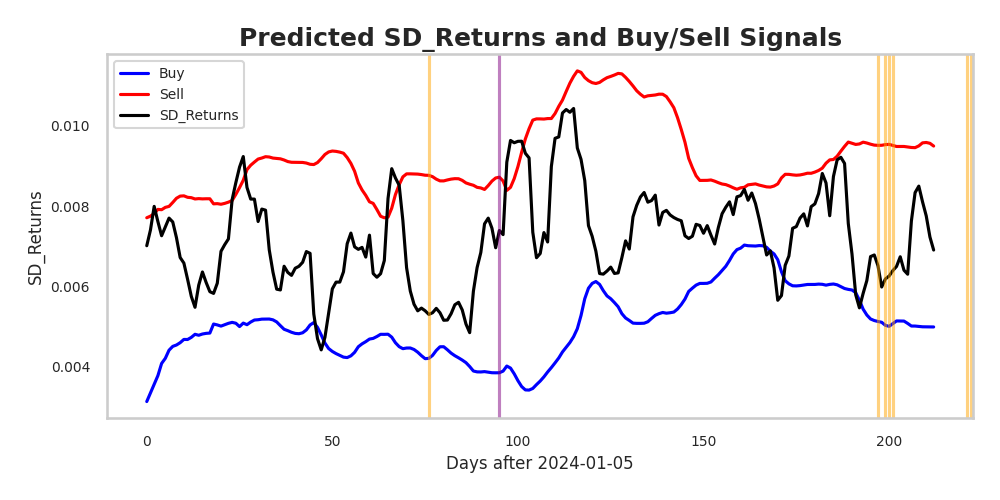 Predicted SD_Returns and Buy/Sell Signals
Buy
Sell
SD_Returns
0.010
0.008
0.006
0.004
SD_Returns
0
50
100
150
200
Days after 2024-01-05